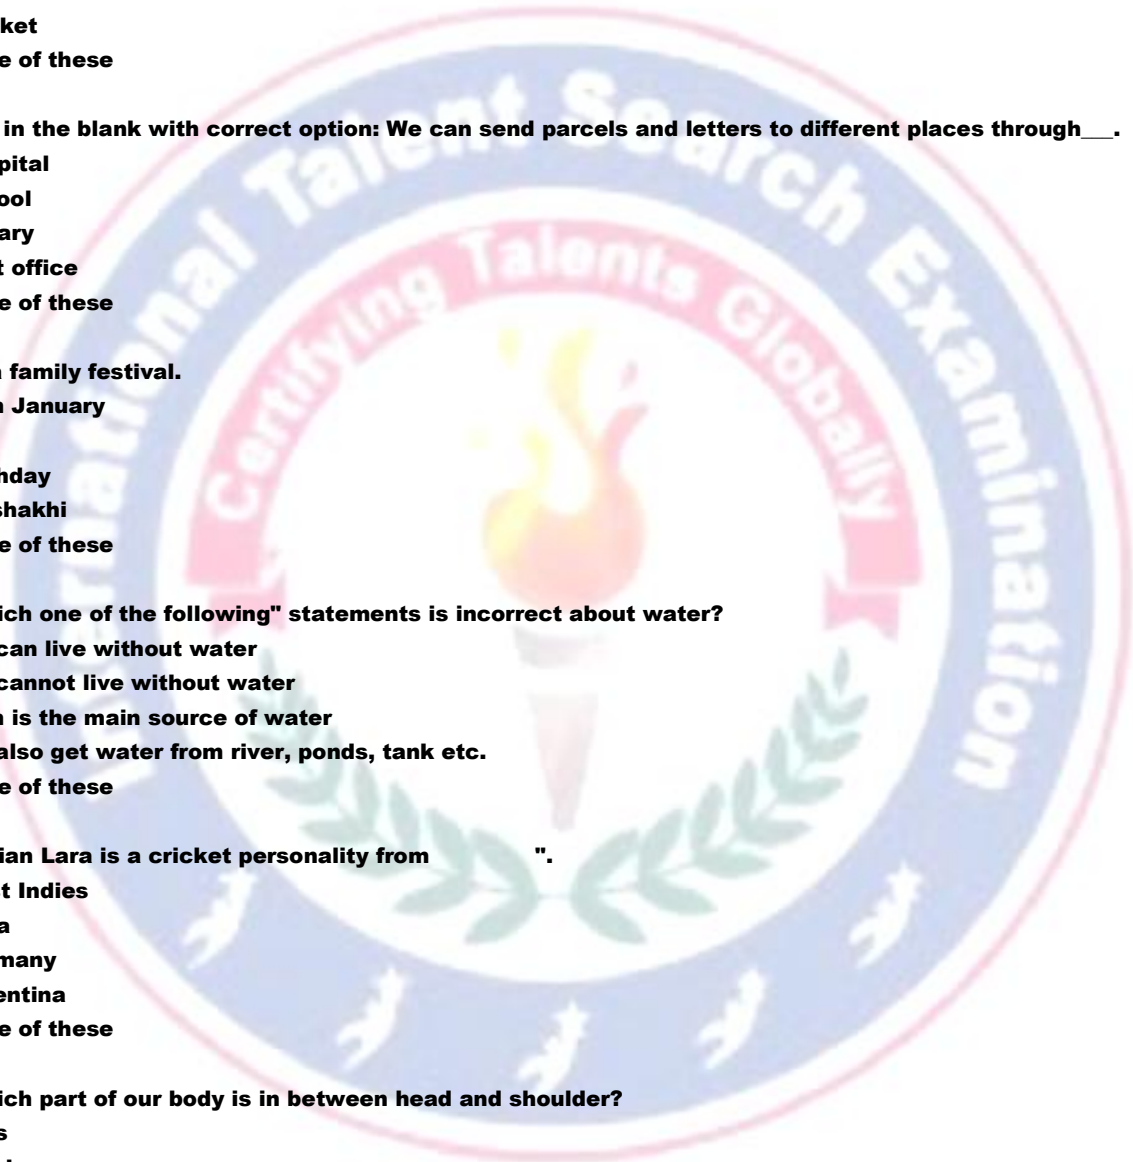 ket
e of these
in the blank with correct option: We can send parcels and letters to different places through___.
pital
ool
ary
t office
e of these
a family festival.
h January
hday
shakhi
e of these
ich one of the following" statements is incorrect about water?
can live without water
cannot live without water
n is the main source of water
also get water from river, ponds, tank etc.
e of these
ian Lara is a cricket personality from ".
t Indies
a
many
entina
e of these
ich part of our body is in between head and shoulder?
s
International Talent Search Examination
Certifying Talents Globally